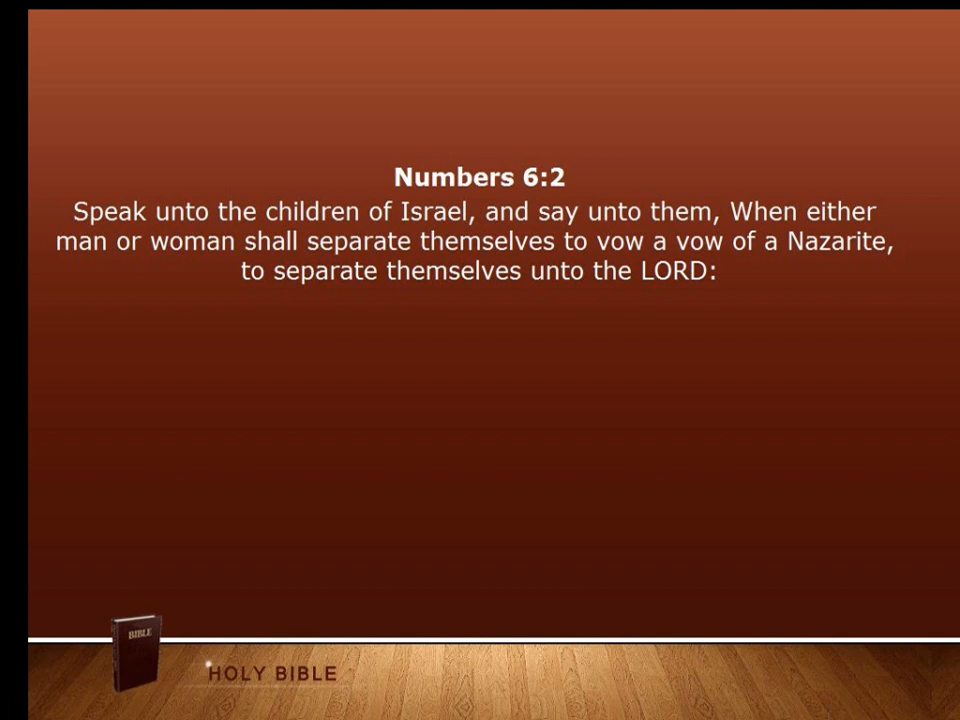 Numbers 6:2
Speak unto the children of Israel, and say unto them, When either
man or woman shall separate themselves to vow a vow of a Nazarite,
to separate themselves unto the LORD:
BIBLE
HOLY BIBLE